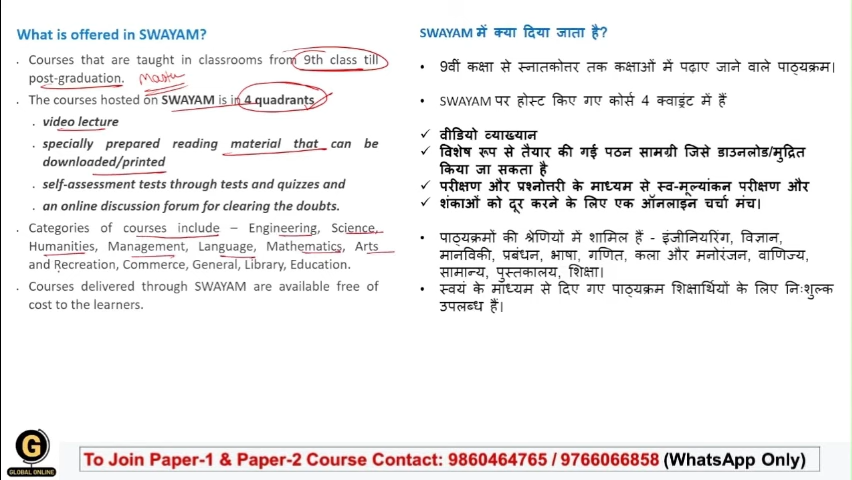 What is offered in SWAYAM?
. Courses that are taught in classrooms from 9th class till
post-graduation. Master
. The courses hosted on SWAYAM is in 4 quadrants
. video lecture
. specially prepared reading material that can be
downloaded/printed
. self-assessment tests through tests and quizzes and
. an online discussion forum for clearing the doubts.
. Categories of courses include – Engineering, Science,
Humanities, Management, Language, Mathematics, Arts
and Recreation, Commerce, General, Library, Education.
. Courses delivered through SWAYAM are available free of
cost to the learners.
SWAYAM में क्या दिया जाता है?
• 9वीं कक्षा से स्नातकोत्तर तक कक्षाओं में पढ़ाए जाने वाले पाठ्यक्रम।
• SWAYAM पर होस्ट किए गए कोर्स 4 क्वाड्रंट में हैं
✓ वीडियो व्याख्यान
✓ विशेष रूप से तैयार की गई पठन सामग्री जिसे डाउनलोड/मुद्रित
किया जा सकता है
✓ परीक्षण और प्रश्नोत्तरी के माध्यम से स्व-मूल्यांकन परीक्षण और
✓ शंकाओं को दूर करने के लिए एक ऑनलाइन चर्चा मंच।
• पाठ्यक्रमों की श्रेणियों में शामिल हैं - इंजीनियरिंग, विज्ञान,
मानविकी, प्रबंधन, भाषा, गणित, कला और मनोरंजन, वाणिज्य,
सामान्य, पुस्तकालय, शिक्षा।
• स्वयं के माध्यम से दिए गए पाठ्यक्रम शिक्षार्थियों के लिए निःशुल्क
उपलब्ध हैं।
G
GLOBAL ONLINE
To Join Paper-1 & Paper-2 Course Contact: 9860464765 / 9766066858 (WhatsApp Only)